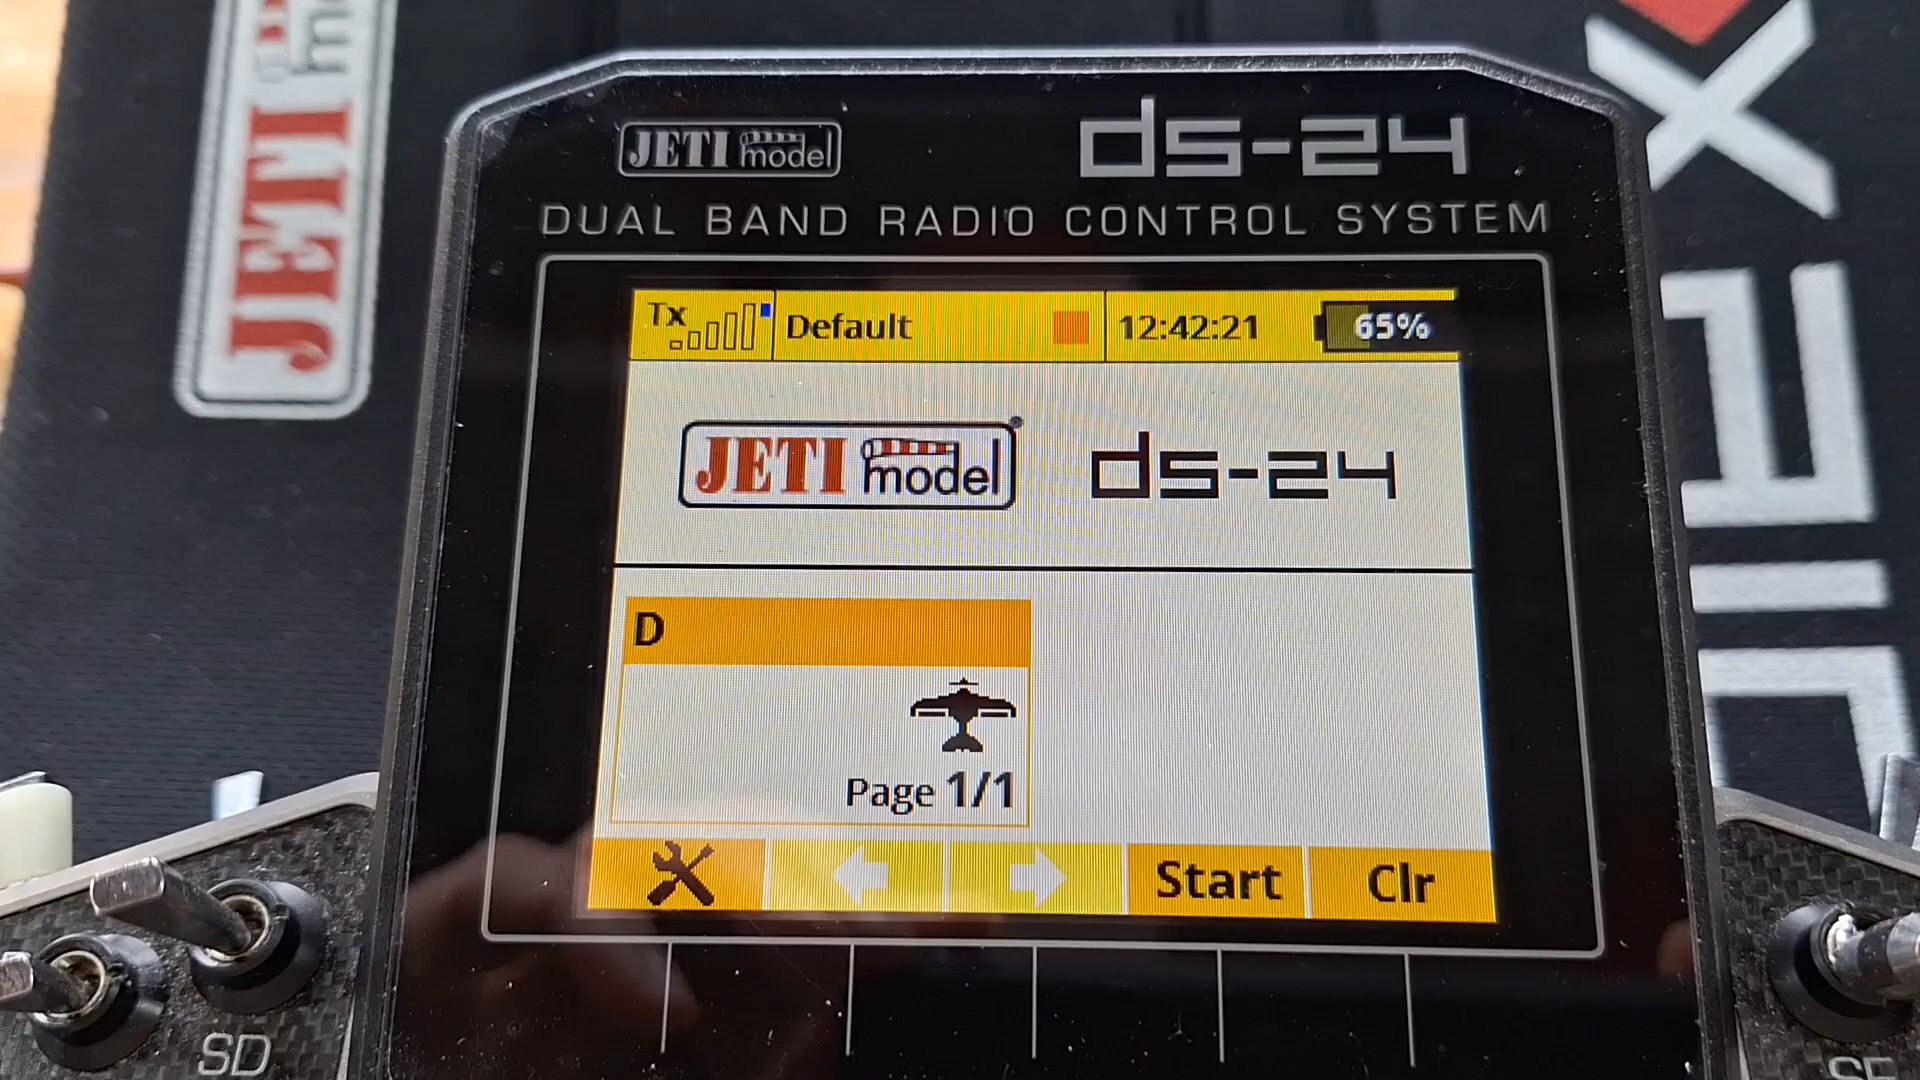 JETI model
JETI model
ds-24
DUAL BAND RADIO CONTROL SYSTEM
Tx
Default
12:42:21
65%
JETI model
ds-24
D
Page 1/1
Start
Clr
SD